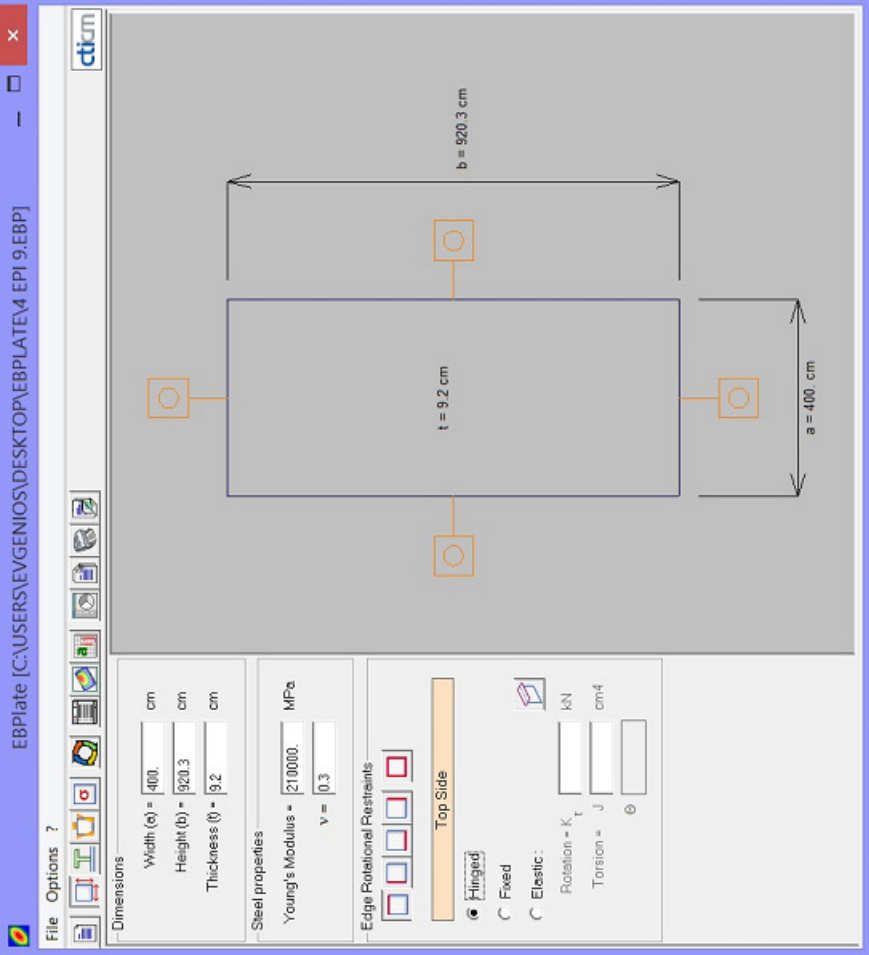 EBPlate [C:\USERS\EVGENIOS\DESKTOP\EBPLATE\4 EPI 9.EBP]
File Options ?
cticm
Dimensions
Width (a) = 400. cm
Height (b) = 920.3 cm
Thickness (t) = 9.2 cm
Steel properties
Young's Modulus = 210000. MPa
ν = 0.3
Edge Rotational Restraints
Top Side
Hinged
Fixed
Elastic :
Rotation = K t kN
Torsion = J cm4
Θ
t = 9.2 cm
b = 920.3 cm
a = 400. cm